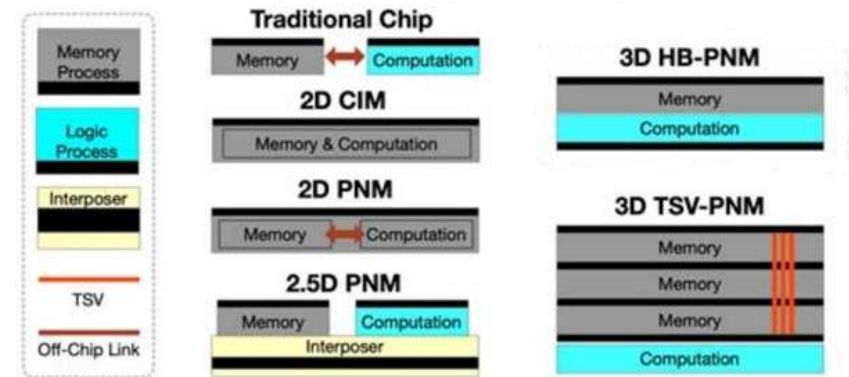 Memory
Process
Logic
Process
Interposer
TSV
Off-Chip Link
Traditional Chip
Memory
Computation
2D CIM
Memory & Computation
2D PNM
Memory
Computation
2.5D PNM
Memory
Computation
Interposer
3D HB-PNM
Memory
Computation
3D TSV-PNM
Memory
Memory
Memory
Computation